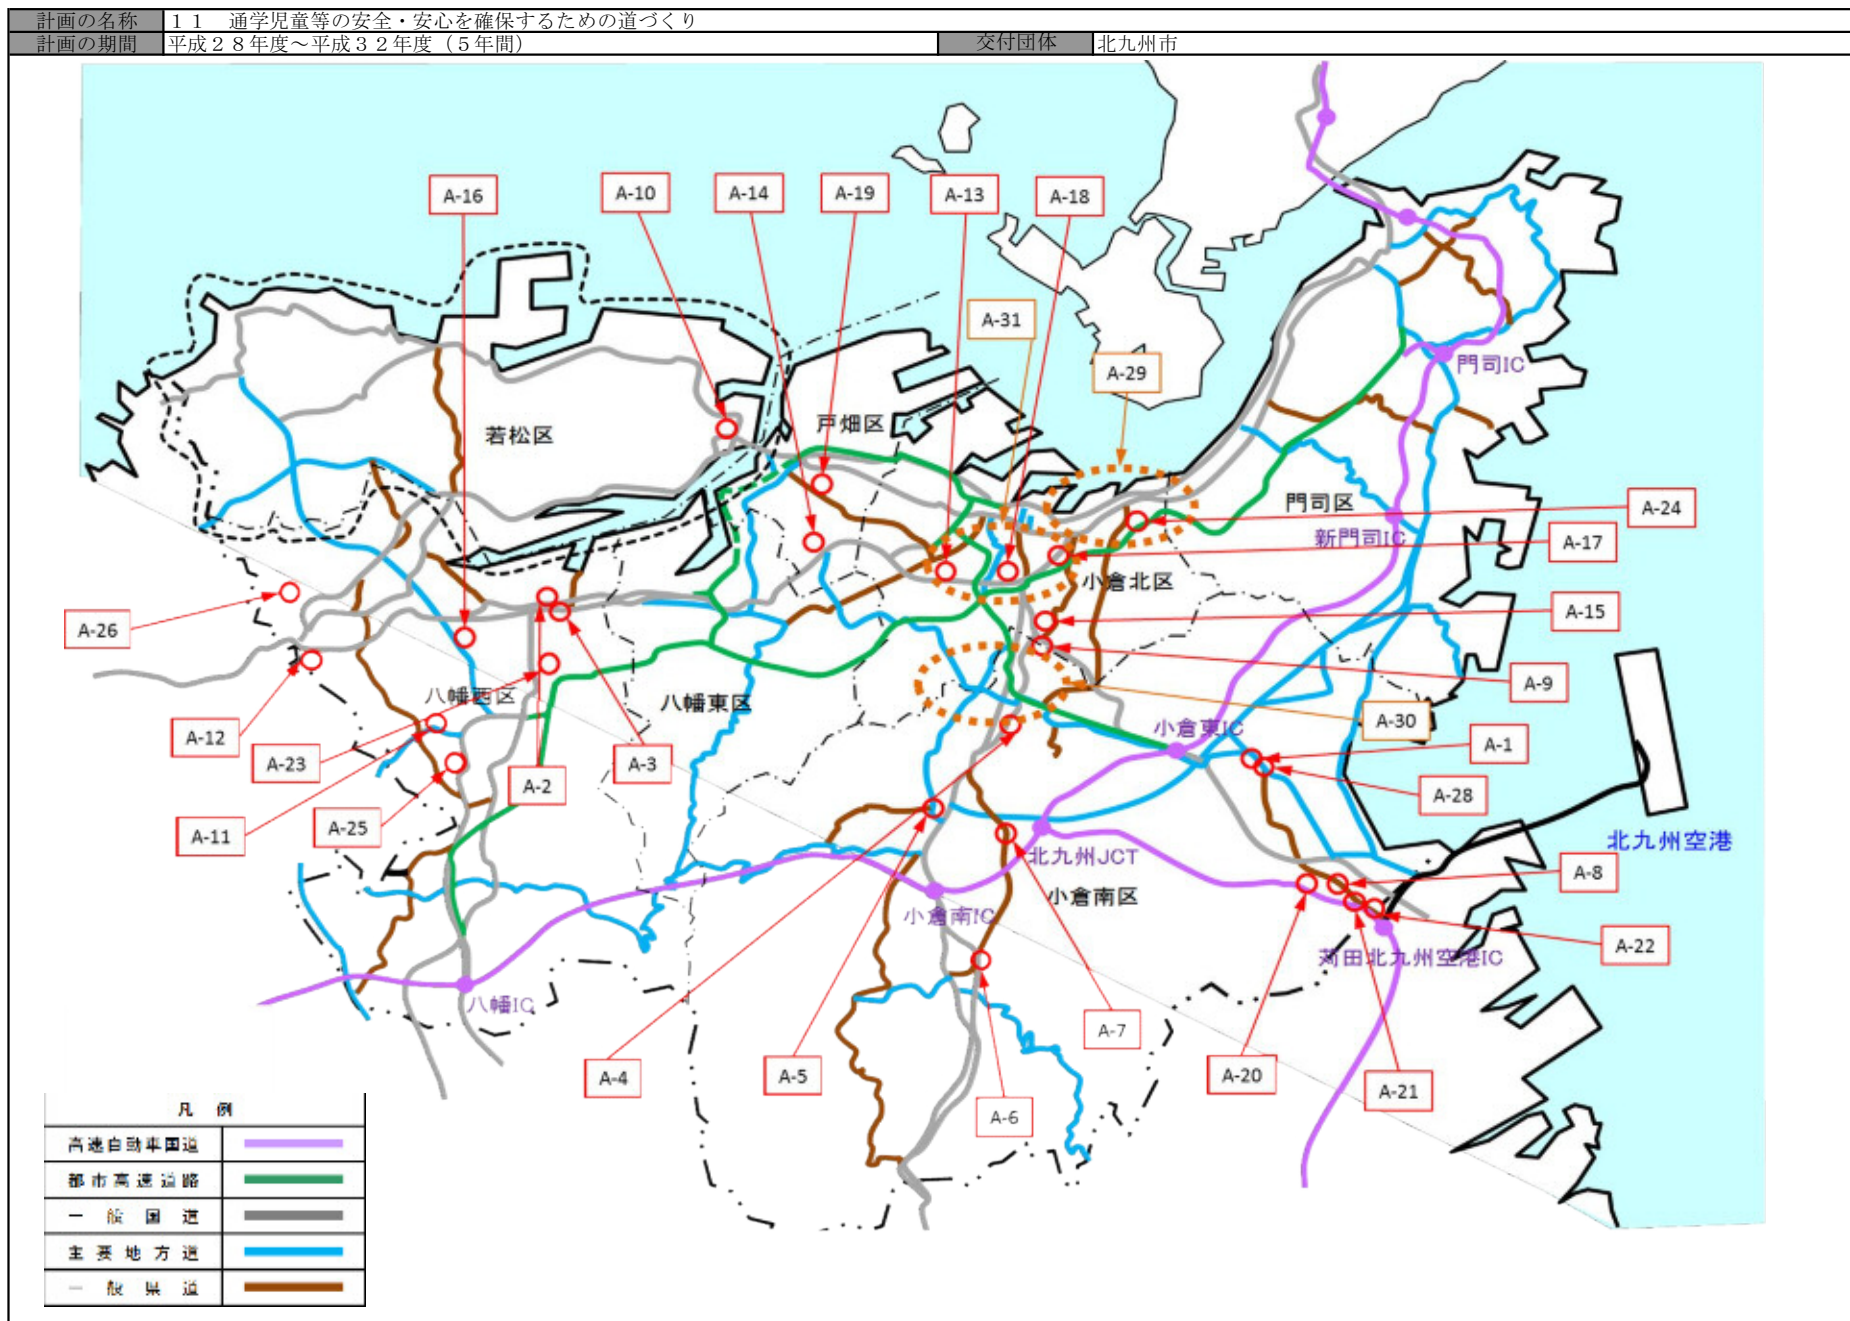 計画の名称 １１　通学児童等の安全・安心を確保するための道づくり
計画の期間 平成２８年度～平成３２年度（５年間） 交付団体 北九州市
A-16
A-10
A-14
A-19
A-13
A-18
A-31
A-29
門司IC
若松区
戸畑区
門司区
A-24
新門司IC
A-17
小倉北区
A-26
A-15
A-9
八幡西区
八幡東区
A-12
A-30
小倉東IC
A-1
A-23
A-3
A-2
A-28
A-11
A-25
北九州空港
北九州JCT
A-8
小倉南区
小倉南IC
A-22
苅田北九州空港IC
八幡IC
A-7
A-4
A-5
A-20
A-21
A-6
凡 例
高速自動車国道
都市高速道路
一般国道
主要地方道
一般県道